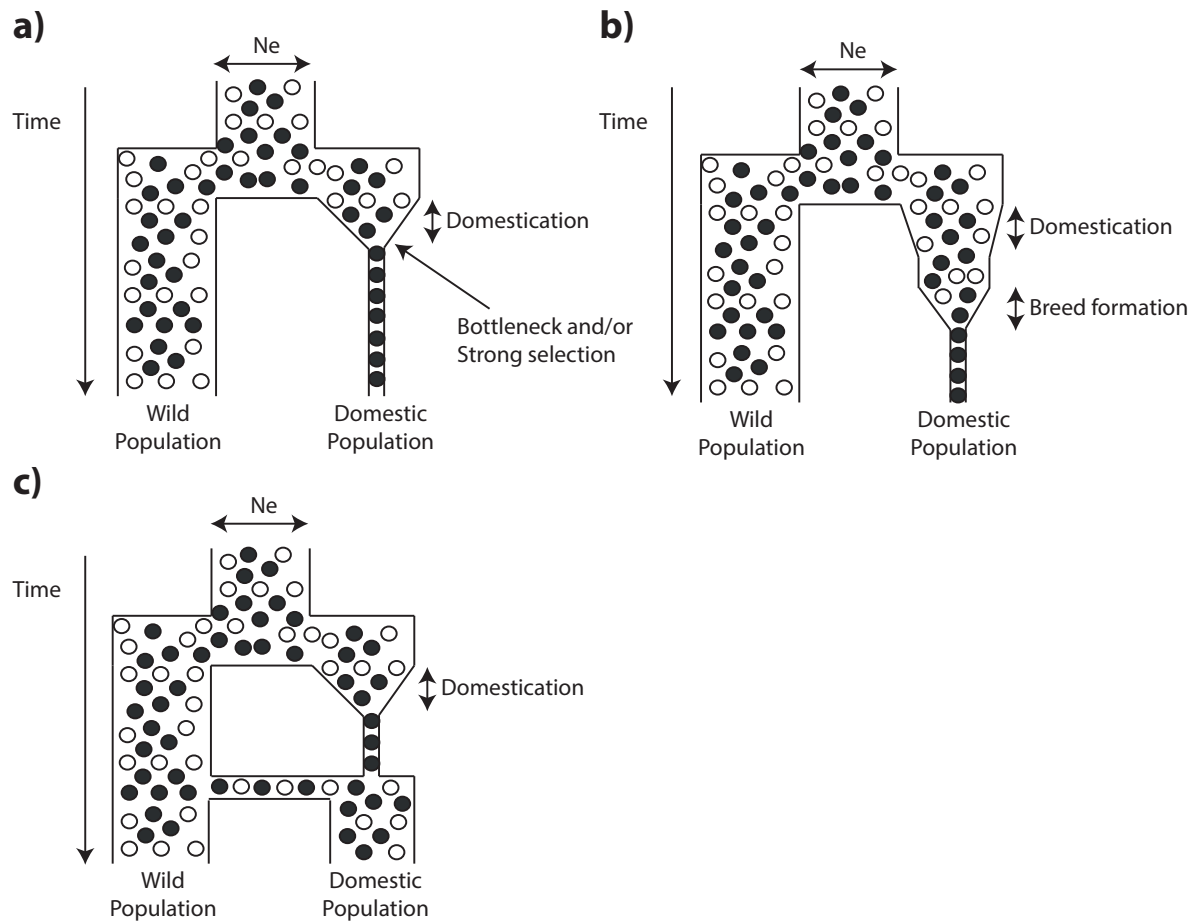 a)
Ne
Time
Domestication
Bottleneck and/or
Strong selection
Wild
Population
Domestic
Population
b)
Ne
Time
Domestication
Breed formation
Wild
Population
Domestic
Population
c)
Ne
Time
Domestication
Wild
Population
Domestic
Population